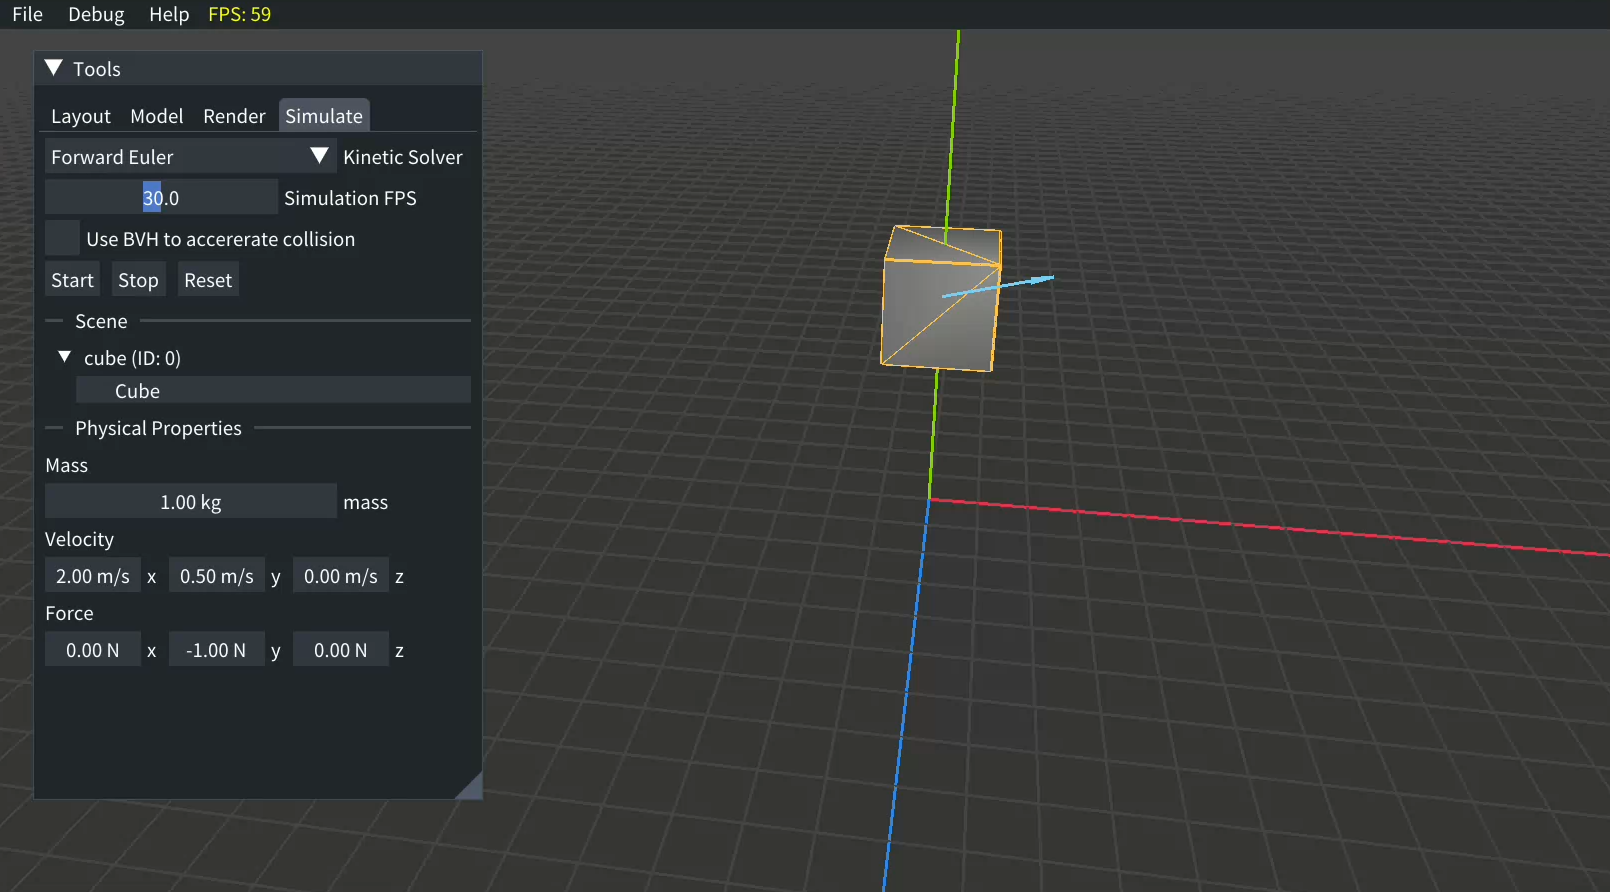 File Debug Help FPS: 59
Tools
Layout Model Render Simulate
Forward Euler Kinetic Solver
30.0 Simulation FPS
Use BVH to accererate collision
Start Stop Reset
Scene
cube (ID: 0)
Cube
Physical Properties
Mass
1.00 kg mass
Velocity
2.00 m/s x 0.50 m/s y 0.00 m/s z
Force
0.00 N x -1.00 N y 0.00 N z